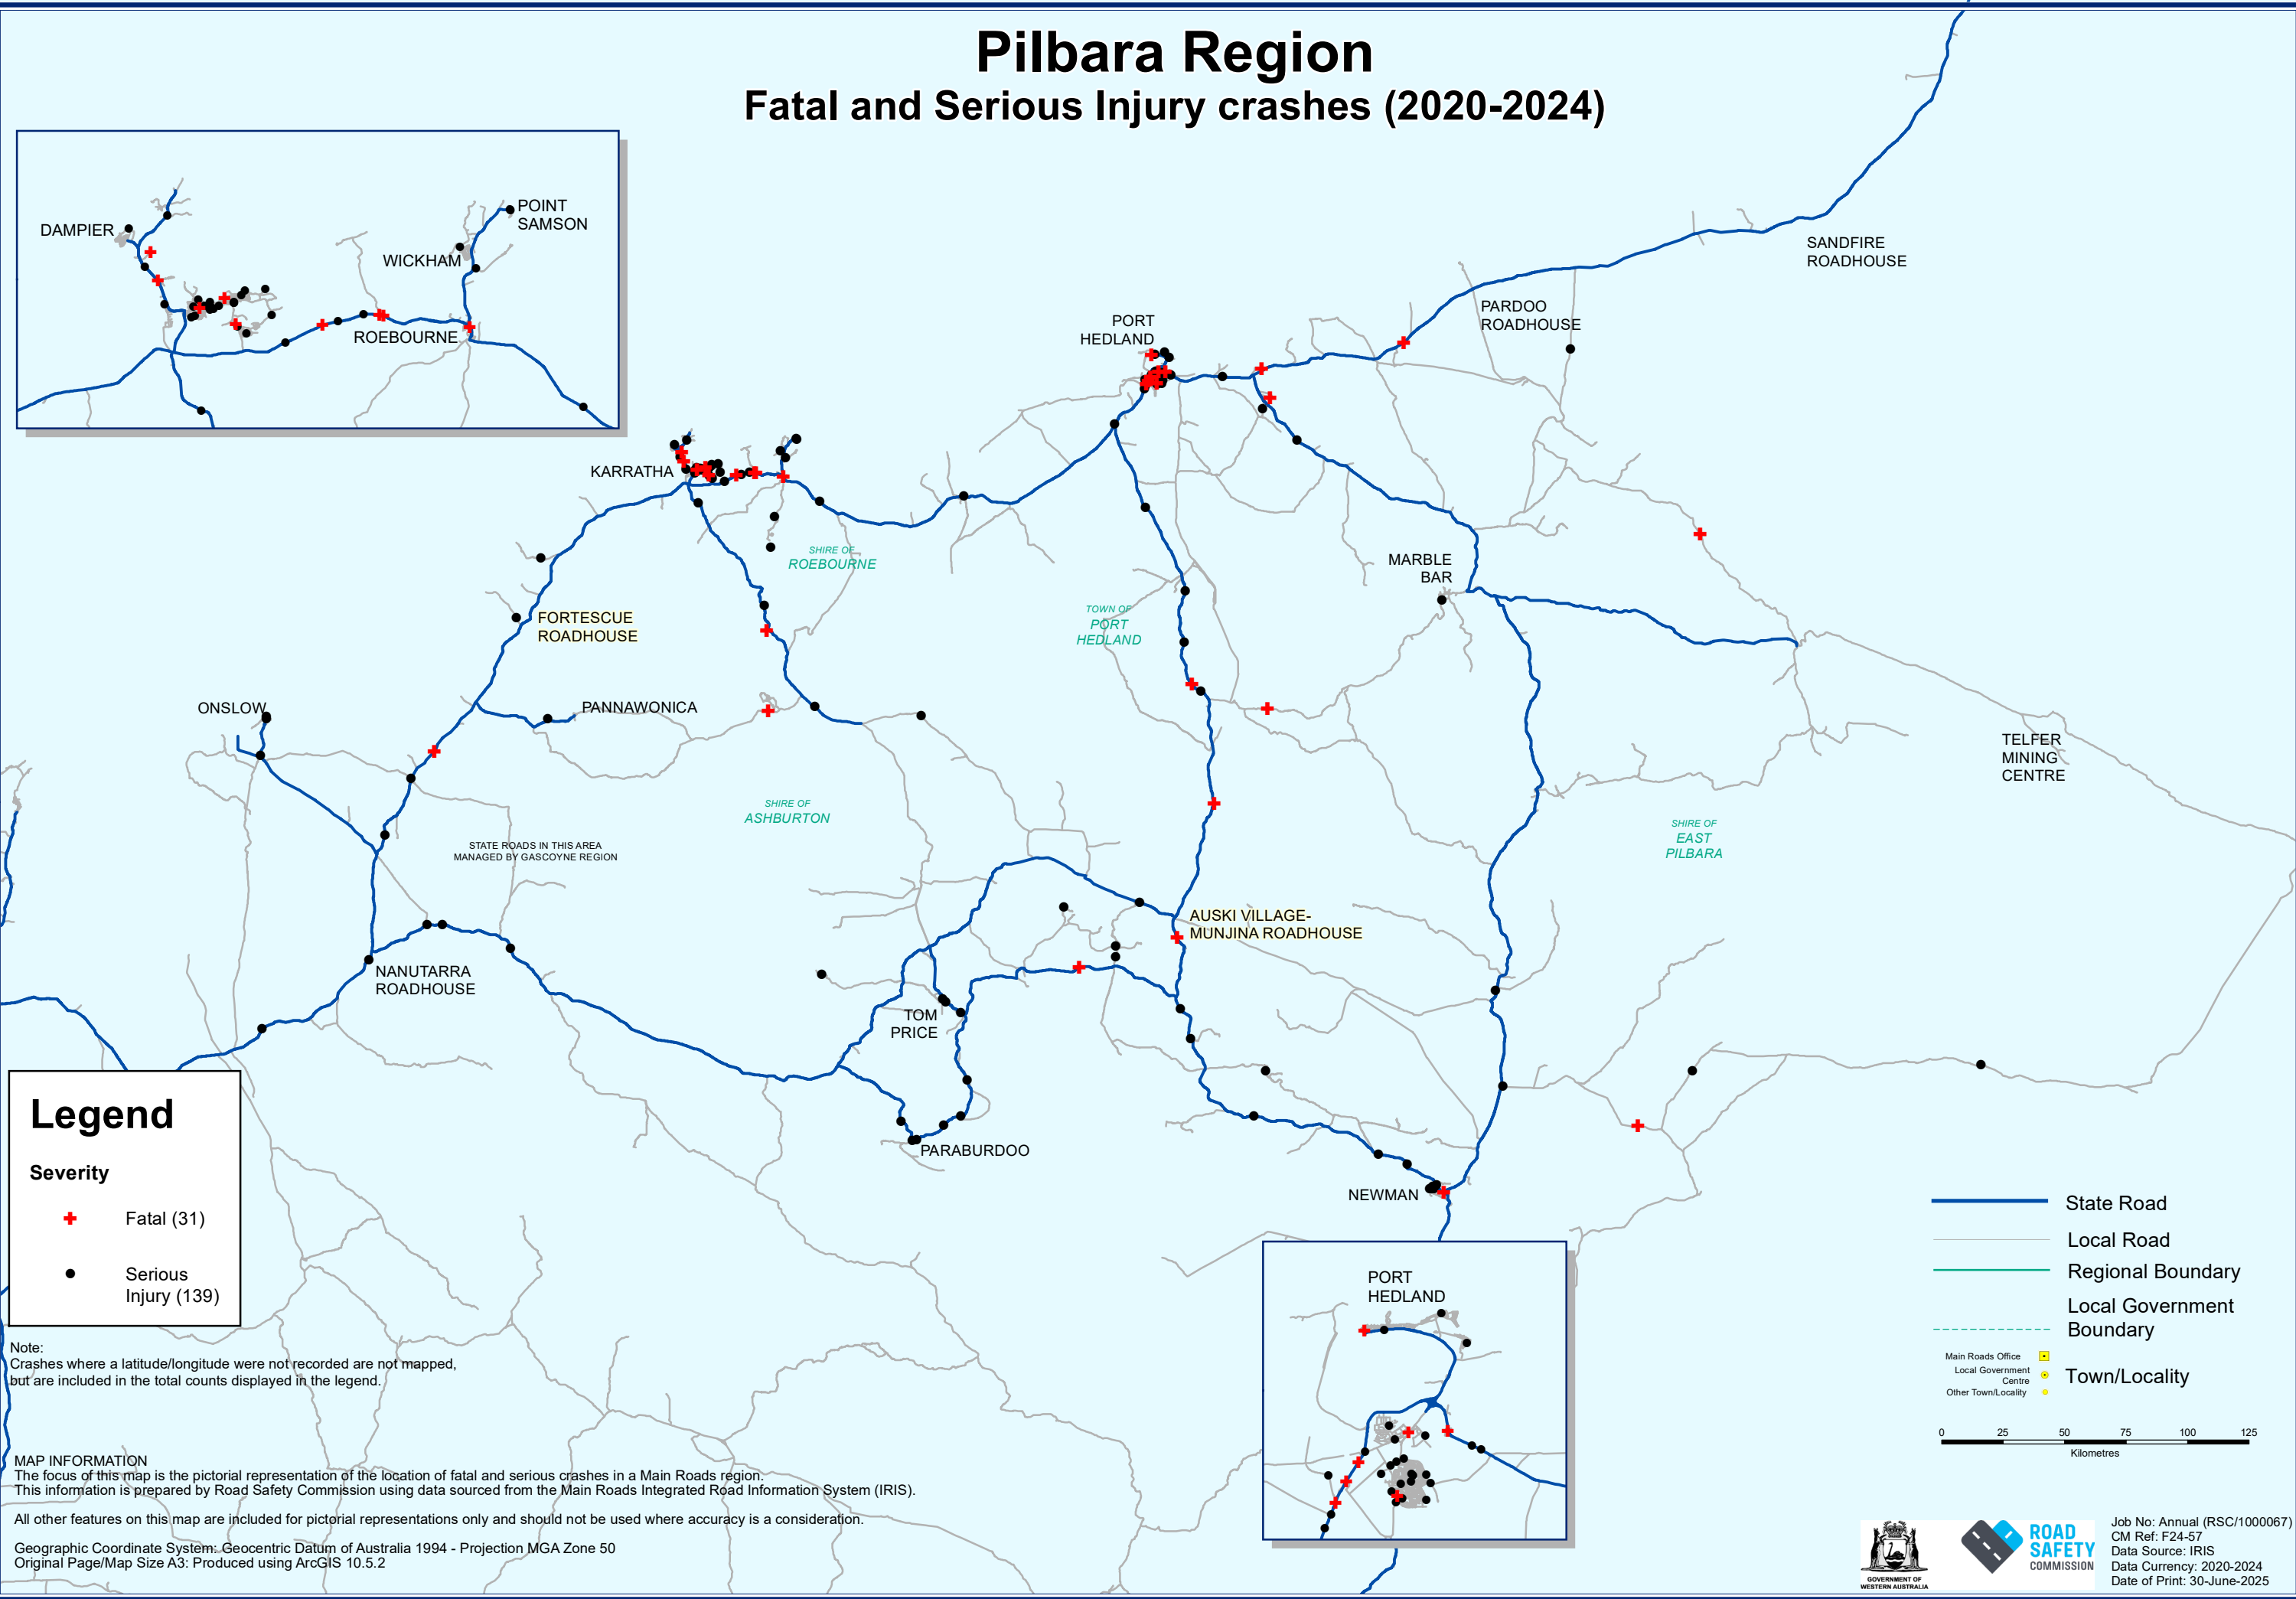 Pilbara Region
Fatal and Serious Injury crashes (2020-2024)
DAMPIER
POINT
SAMSON
WICKHAM
ROEBOURNE
SANDFIRE
ROADHOUSE
PARDOO
ROADHOUSE
PORT
HEDLAND
KARRATHA
SHIRE OF
ROEBOURNE
MARBLE
BAR
FORTESCUE
ROADHOUSE
TOWN OF
PORT
HEDLAND
ONSLOW
PANNAWONICA
TELFER
MINING
CENTRE
SHIRE OF
ASHBURTON
SHIRE OF
EAST
PILBARA
STATE ROADS IN THIS AREA
MANAGED BY GASCOYNE REGION
AUSKI VILLAGE-
MUNJINA ROADHOUSE
NANUTARRA
ROADHOUSE
TOM
PRICE
PARABURDOO
NEWMAN
Legend
Severity
Fatal (31)
Serious
Injury (139)
Note:
Crashes where a latitude/longitude were not recorded are not mapped,
but are included in the total counts displayed in the legend.
MAP INFORMATION
The focus of this map is the pictorial representation of the location of fatal and serious crashes in a Main Roads region.
This information is prepared by Road Safety Commission using data sourced from the Main Roads Integrated Road Information System (IRIS).
All other features on this map are included for pictorial representations only and should not be used where accuracy is a consideration.
Geographic Coordinate System: Geocentric Datum of Australia 1994 - Projection MGA Zone 50
Original Page/Map Size A3: Produced using ArcGIS 10.5.2
PORT
HEDLAND
State Road
Local Road
Regional Boundary
Local Government
Boundary
Main Roads Office
Local Government
Centre
Other Town/Locality
Town/Locality
0 25 50 75 100 125
Kilometres
GOVERNMENT OF
WESTERN AUSTRALIA
ROAD
SAFETY
COMMISSION
Job No: Annual (RSC/1000067)
CM Ref: F24-57
Data Source: IRIS
Data Currency: 2020-2024
Date of Print: 30-June-2025